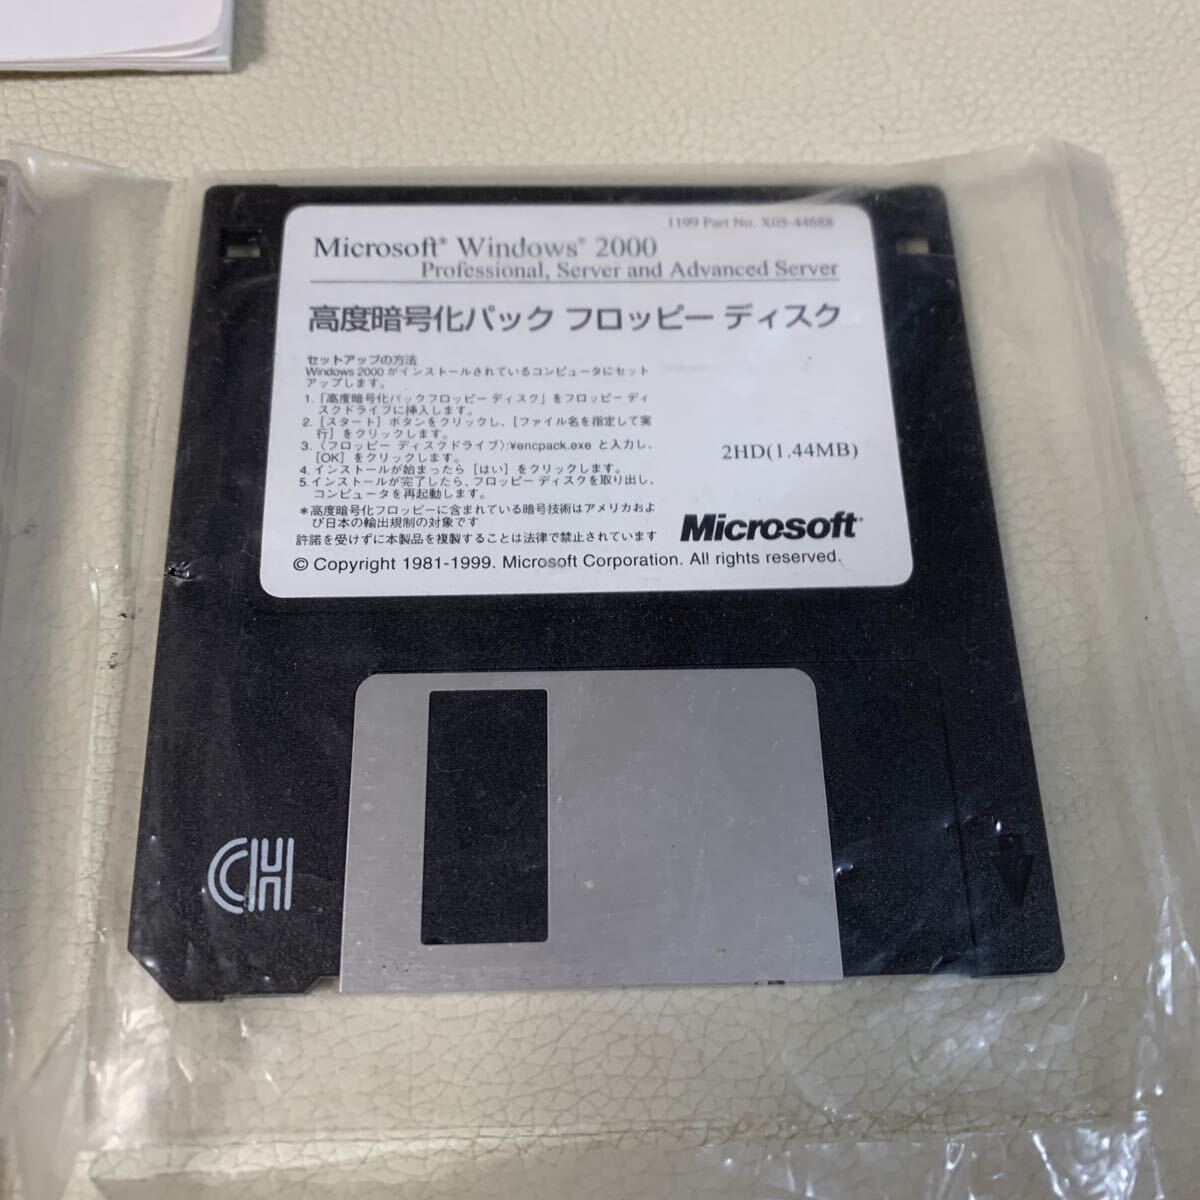 1199 Part No. X05-44688
Microsoft® Windows® 2000
Professional, Server and Advanced Server
高度暗号化パック フロッピー ディスク
セットアップの方法
Windows 2000 がインストールされているコンピュータにセット
アップします。
1. 「高度暗号化パックフロッピー ディスク」をフロッピー ディ
スクドライブに挿入します。
2. ［スタート］ボタンをクリックし、［ファイル名を指定して実
行］をクリックします。
3. 〈フロッピー ディスクドライブ〉:¥encpack.exe と入力し、
［OK］をクリックします。
4. インストールが始まったら［はい］をクリックします。
5. インストールが完了したら、フロッピー ディスクを取り出し、
コンピュータを再起動します。
2HD(1.44MB)
＊高度暗号化フロッピーに含まれている暗号技術はアメリカおよ
び日本の輸出規制の対象です
許諾を受けずに本製品を複製することは法律で禁止されています
Microsoft®
© Copyright 1981-1999. Microsoft Corporation. All rights reserved.
CH